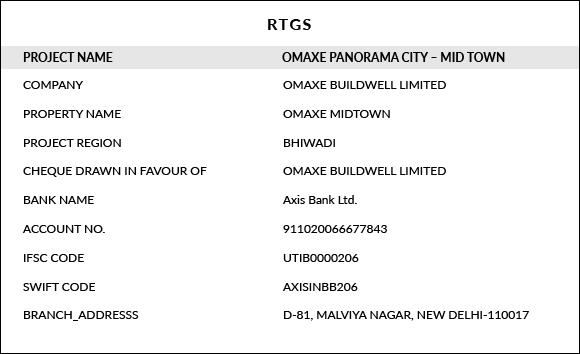 RTGS
PROJECT NAME OMAXE PANORAMA CITY – MID TOWN
COMPANY OMAXE BUILDWELL LIMITED
PROPERTY NAME OMAXE MIDTOWN
PROJECT REGION BHIWADI
CHEQUE DRAWN IN FAVOUR OF OMAXE BUILDWELL LIMITED
BANK NAME Axis Bank Ltd.
ACCOUNT NO. 911020066677843
IFSC CODE UTIB0000206
SWIFT CODE AXISINBB206
BRANCH_ADDRESSS D-81, MALVIYA NAGAR, NEW DELHI-110017